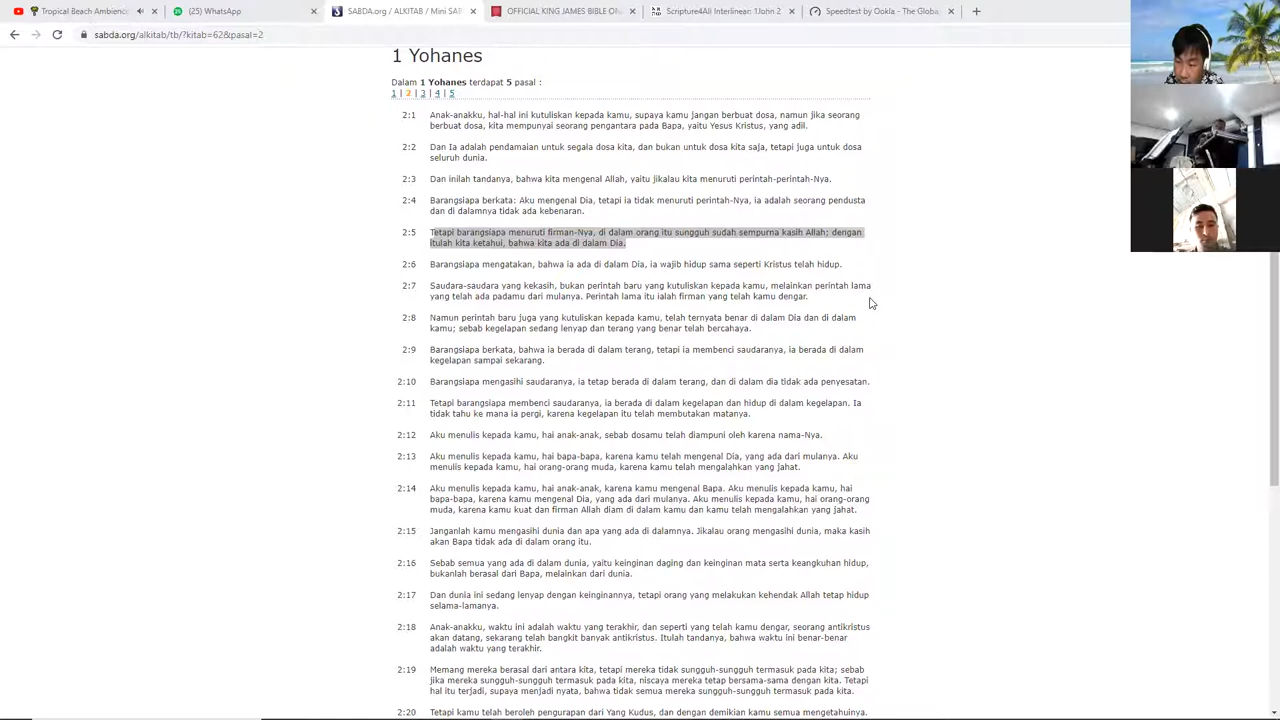 Tropical Beach Ambience
(25) WhatsApp
SABDA.org / ALKITAB / Mini SAB
OFFICIAL KING JAMES BIBLE ON
Scripture4All Interlinear: 1John 2
Speedtest by Ookla - The Globa
sabda.org/alkitab/tb/?kitab=62&pasal=2
1 Yohanes
Dalam 1 Yohanes terdapat 5 pasal :
1 | 2 | 3 | 4 | 5
2:1 Anak-anakku, hal-hal ini kutuliskan kepada kamu, supaya kamu jangan berbuat dosa, namun jika seorang
berbuat dosa, kita mempunyai seorang pengantara pada Bapa, yaitu Yesus Kristus, yang adil.
2:2 Dan Ia adalah pendamaian untuk segala dosa kita, dan bukan untuk dosa kita saja, tetapi juga untuk dosa
seluruh dunia.
2:3 Dan inilah tandanya, bahwa kita mengenal Allah, yaitu jikalau kita menuruti perintah-perintah-Nya.
2:4 Barangsiapa berkata: Aku mengenal Dia, tetapi ia tidak menuruti perintah-Nya, ia adalah seorang pendusta
dan di dalamnya tidak ada kebenaran.
2:5 Tetapi barangsiapa menuruti firman-Nya, di dalam orang itu sungguh sudah sempurna kasih Allah; dengan
itulah kita ketahui, bahwa kita ada di dalam Dia.
2:6 Barangsiapa mengatakan, bahwa ia ada di dalam Dia, ia wajib hidup sama seperti Kristus telah hidup.
2:7 Saudara-saudara yang kekasih, bukan perintah baru yang kutuliskan kepada kamu, melainkan perintah lama
yang telah ada padamu dari mulanya. Perintah lama itu ialah firman yang telah kamu dengar.
2:8 Namun perintah baru juga yang kutuliskan kepada kamu, telah ternyata benar di dalam Dia dan di dalam
kamu; sebab kegelapan sedang lenyap dan terang yang benar telah bercahaya.
2:9 Barangsiapa berkata, bahwa ia berada di dalam terang, tetapi ia membenci saudaranya, ia berada di dalam
kegelapan sampai sekarang.
2:10 Barangsiapa mengasihi saudaranya, ia tetap berada di dalam terang, dan di dalam dia tidak ada penyesatan.
2:11 Tetapi barangsiapa membenci saudaranya, ia berada di dalam kegelapan dan hidup di dalam kegelapan. Ia
tidak tahu ke mana ia pergi, karena kegelapan itu telah membutakan matanya.
2:12 Aku menulis kepada kamu, hai anak-anak, sebab dosamu telah diampuni oleh karena nama-Nya.
2:13 Aku menulis kepada kamu, hai bapa-bapa, karena kamu telah mengenal Dia, yang ada dari mulanya. Aku
menulis kepada kamu, hai orang-orang muda, karena kamu telah mengalahkan yang jahat.
2:14 Aku menulis kepada kamu, hai anak-anak, karena kamu mengenal Bapa. Aku menulis kepada kamu, hai
bapa-bapa, karena kamu mengenal Dia, yang ada dari mulanya. Aku menulis kepada kamu, hai orang-orang
muda, karena kamu kuat dan firman Allah diam di dalam kamu dan kamu telah mengalahkan yang jahat.
2:15 Janganlah kamu mengasihi dunia dan apa yang ada di dalamnya. Jikalau orang mengasihi dunia, maka kasih
akan Bapa tidak ada di dalam orang itu.
2:16 Sebab semua yang ada di dalam dunia, yaitu keinginan daging dan keinginan mata serta keangkuhan hidup,
bukanlah berasal dari Bapa, melainkan dari dunia.
2:17 Dan dunia ini sedang lenyap dengan keinginannya, tetapi orang yang melakukan kehendak Allah tetap hidup
selama-lamanya.
2:18 Anak-anakku, waktu ini adalah waktu yang terakhir, dan seperti yang telah kamu dengar, seorang antikristus
akan datang, sekarang telah bangkit banyak antikristus. Itulah tandanya, bahwa waktu ini benar-benar
adalah waktu yang terakhir.
2:19 Memang mereka berasal dari antara kita, tetapi mereka tidak sungguh-sungguh termasuk pada kita; sebab
jika mereka sungguh-sungguh termasuk pada kita, niscaya mereka tetap bersama-sama dengan kita. Tetapi
hal itu terjadi, supaya menjadi nyata, bahwa tidak semua mereka sungguh-sungguh termasuk pada kita.
2:20 Tetapi kamu telah beroleh pengurapan dari Yang Kudus, dan dengan demikian kamu semua mengetahuinya.